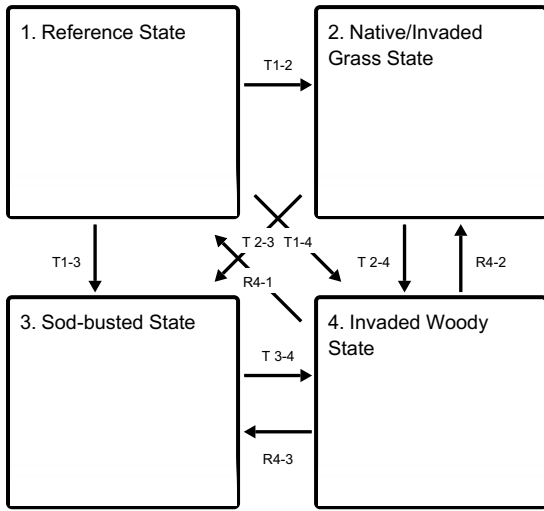 1. Reference State
2. Native/Invaded
Grass State
T1-2
T1-3
T 2-3
T1-4
T 2-4
R4-2
R4-1
3. Sod-busted State
4. Invaded Woody
State
T 3-4
R4-3